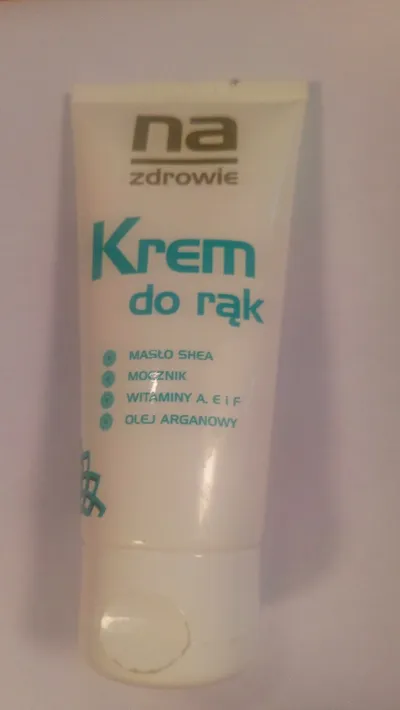 na
zdrowie
Krem
do rąk
MASŁO SHEA
MOCZNIK
WITAMINY A, E i F
OLEJ ARGANOWY